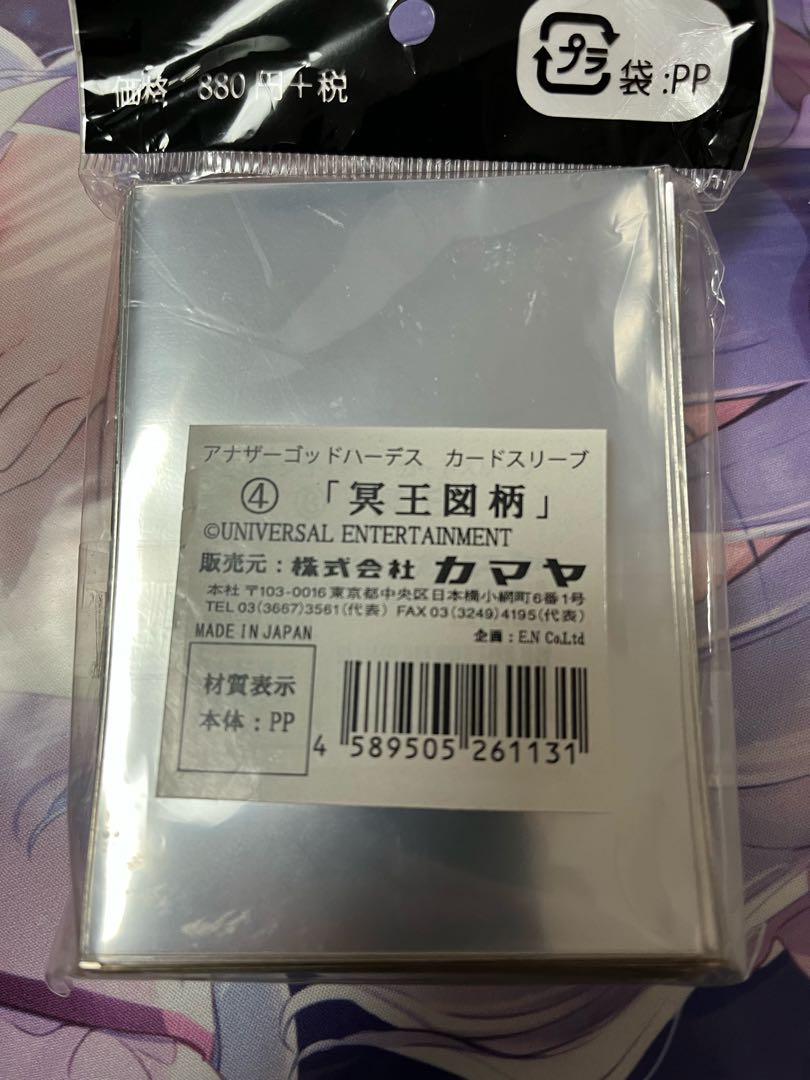 価格：880円＋税
プラ
袋:PP
アナザーゴッドハーデス カードスリーブ
④ 「冥王図柄」
©UNIVERSAL ENTERTAINMENT
販売元：株式会社 カマヤ
本社 〒103-0016 東京都中央区日本橋小網町6番1号
TEL 03(3667)3561(代表) FAX 03(3249)4195(代表)
MADE IN JAPAN
企画：E.N Co.Ltd
材質表示
本体：PP
4 589505 261131